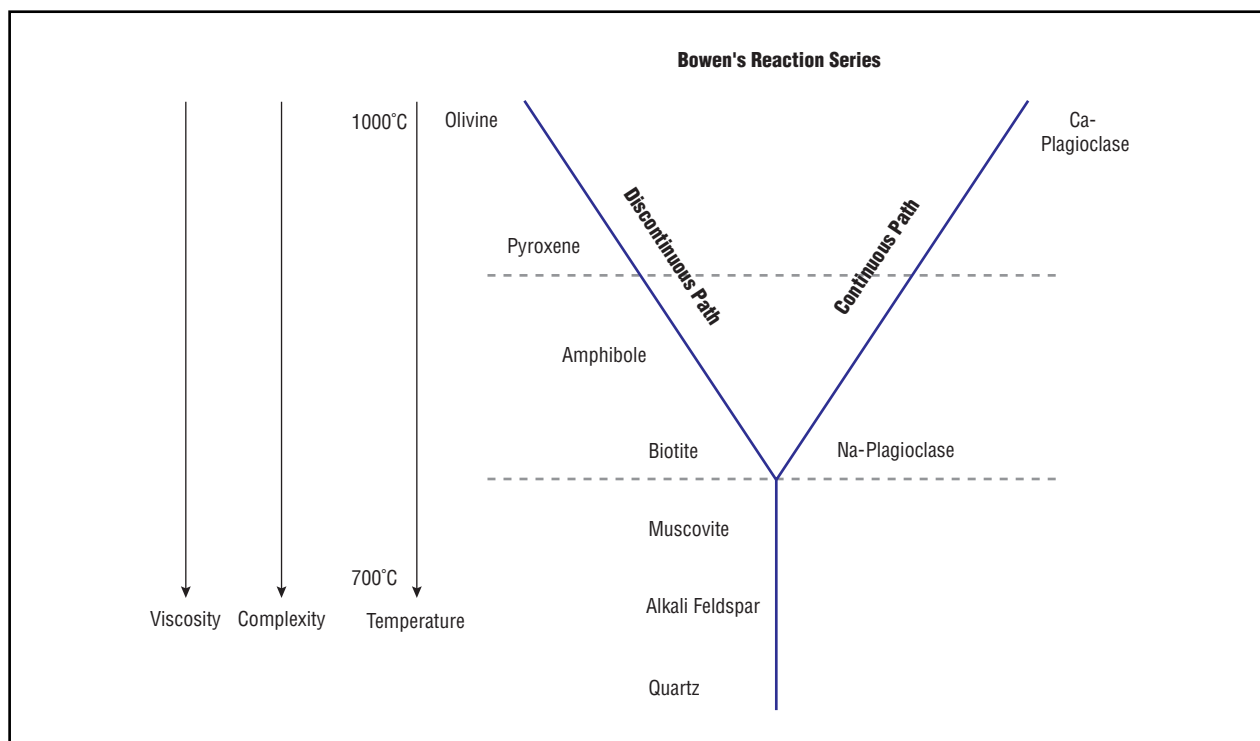 Bowen's Reaction Series
1000˚C
Olivine
Ca-
Plagioclase
Discontinuous Path
Continuous Path
Pyroxene
Amphibole
Biotite
Na-Plagioclase
Muscovite
700˚C
Alkali Feldspar
Viscosity
Complexity
Temperature
Quartz